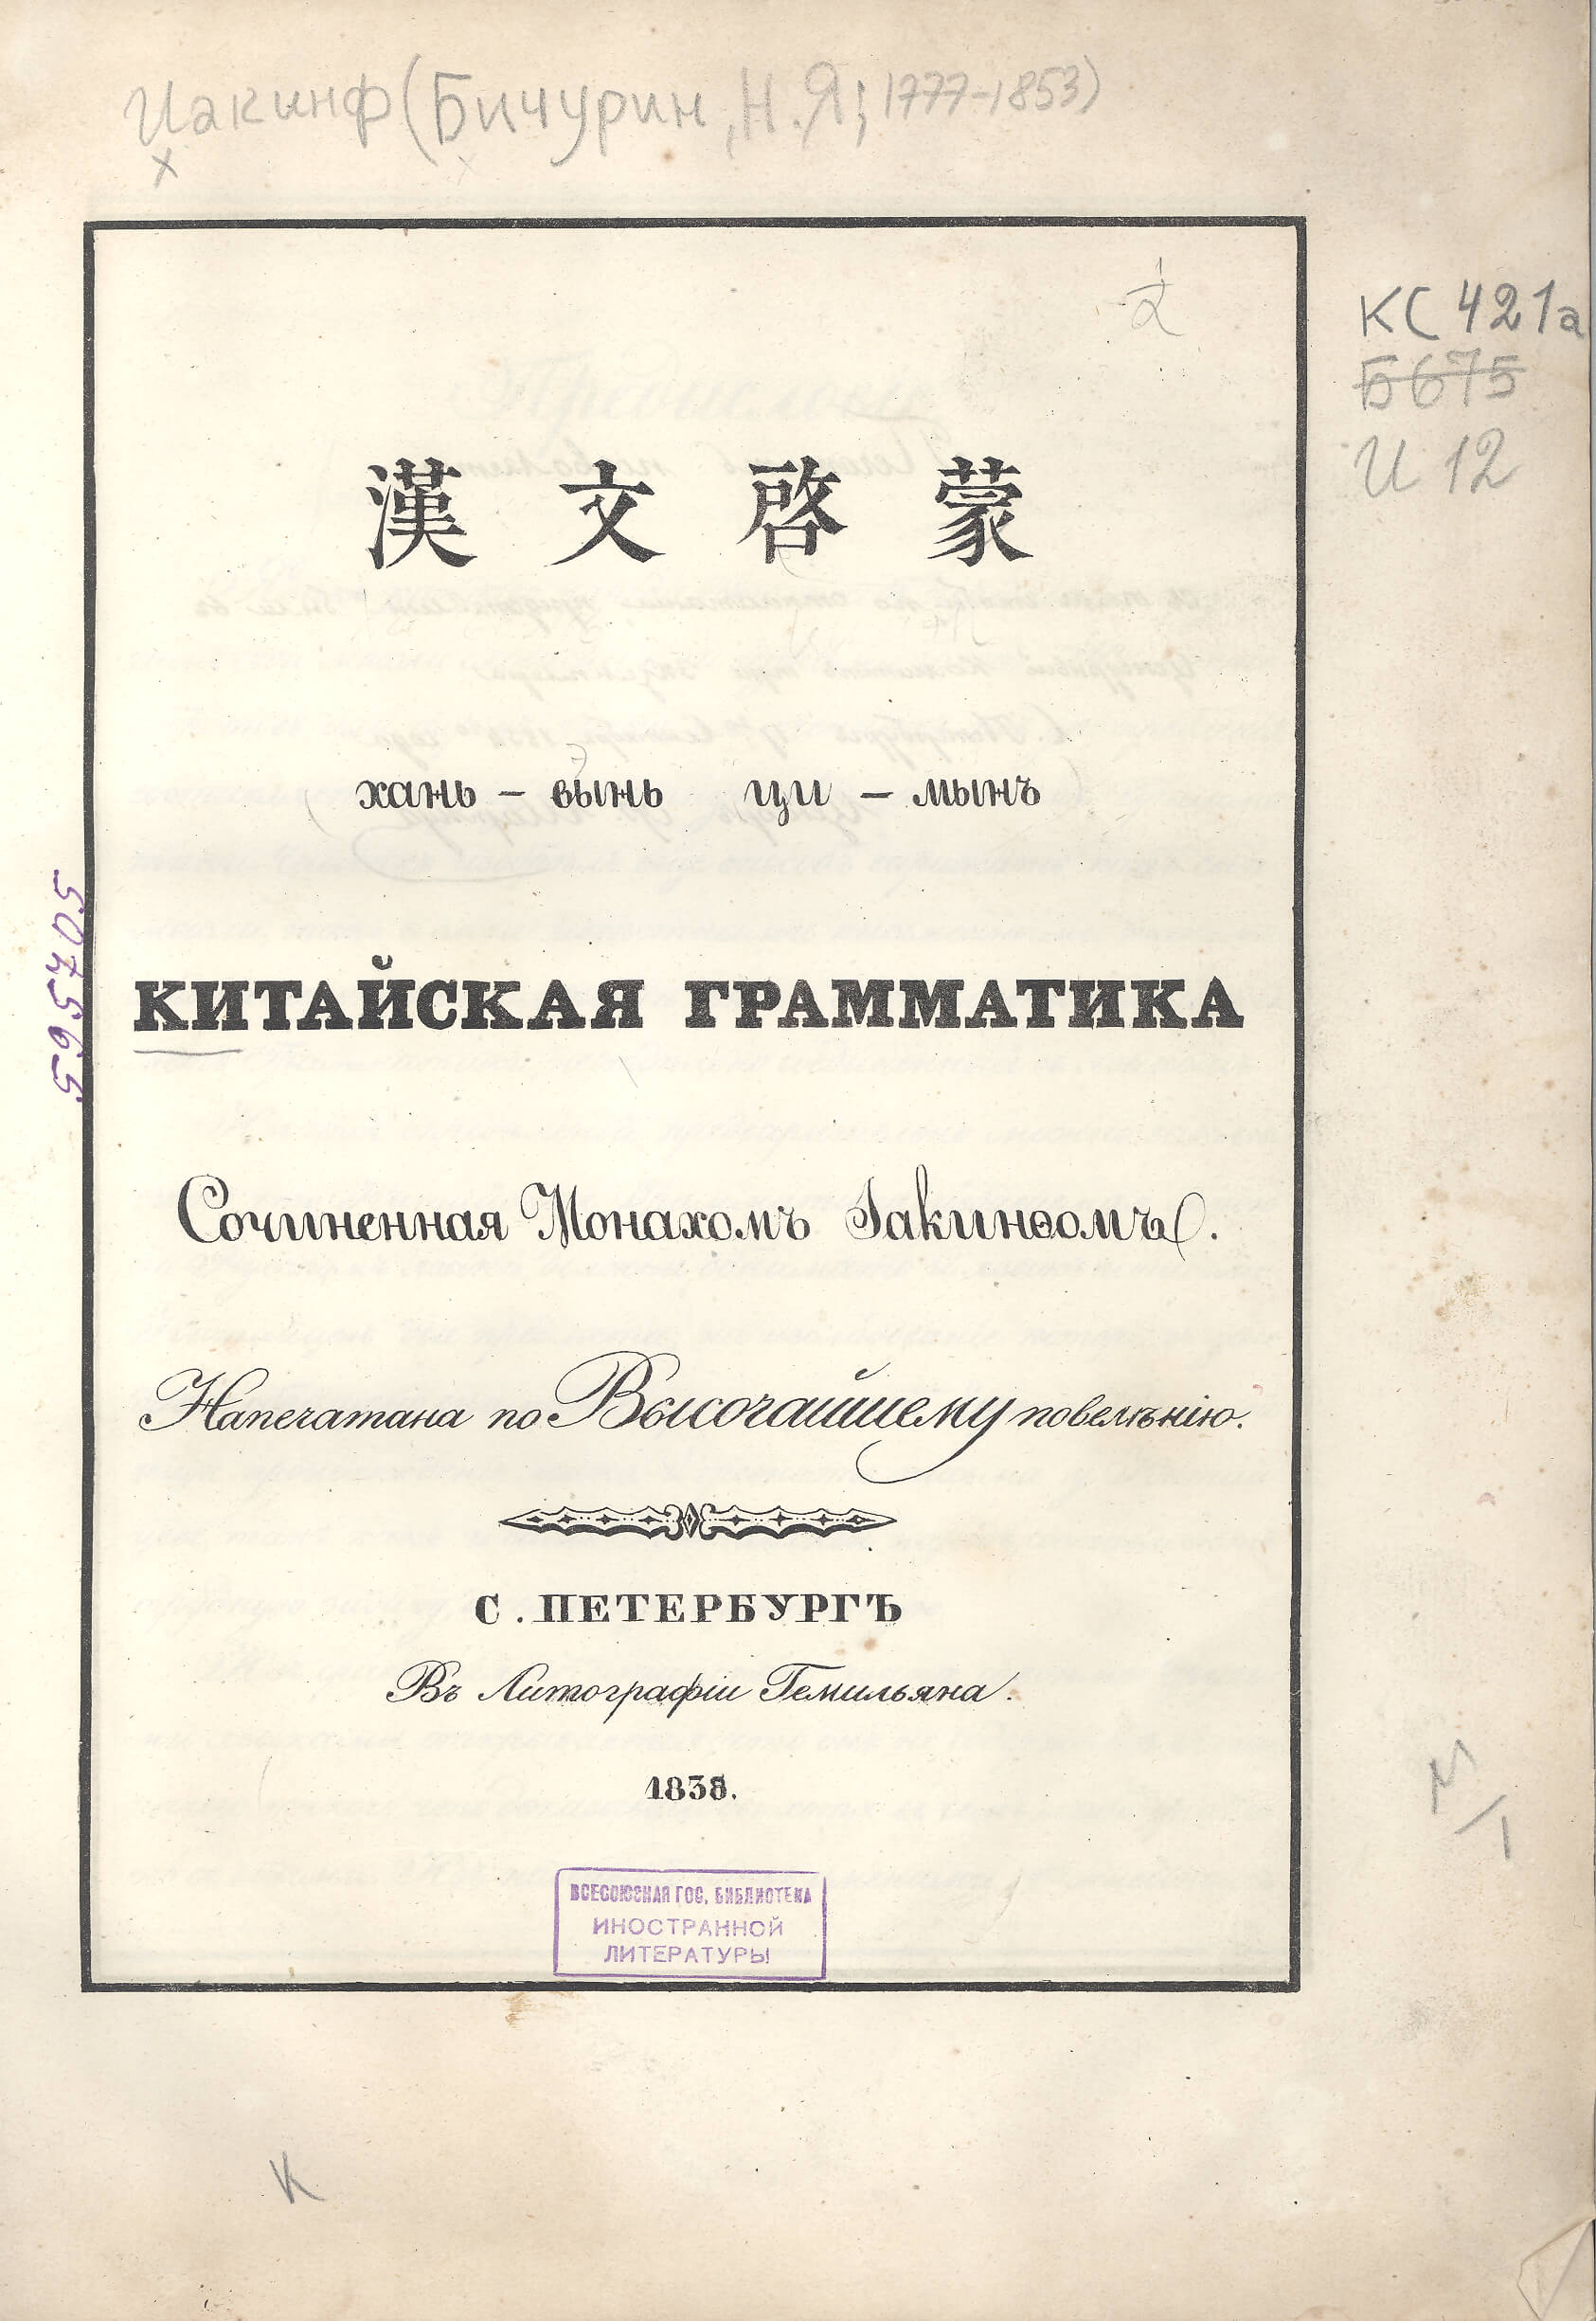 Иакинф (Бичурин, Н.Я; 1777-1853)
КС 421а
Б675
И 12
漢文啓蒙
хань – вынь ци – мынъ
595705
КИТАЙСКАЯ ГРАММАТИКА
Сочиненная Монахомъ Іакинѳомъ.
Напечатана по Высочайшему повелѣнію.
С. ПЕТЕРБУРГЪ
Въ Литографіи Гемильяна.
1838.
ВСЕСОЮЗНАЯ ГОС. БИБЛИОТЕКА
ИНОСТРАННОЙ
ЛИТЕРАТУРЫ
К